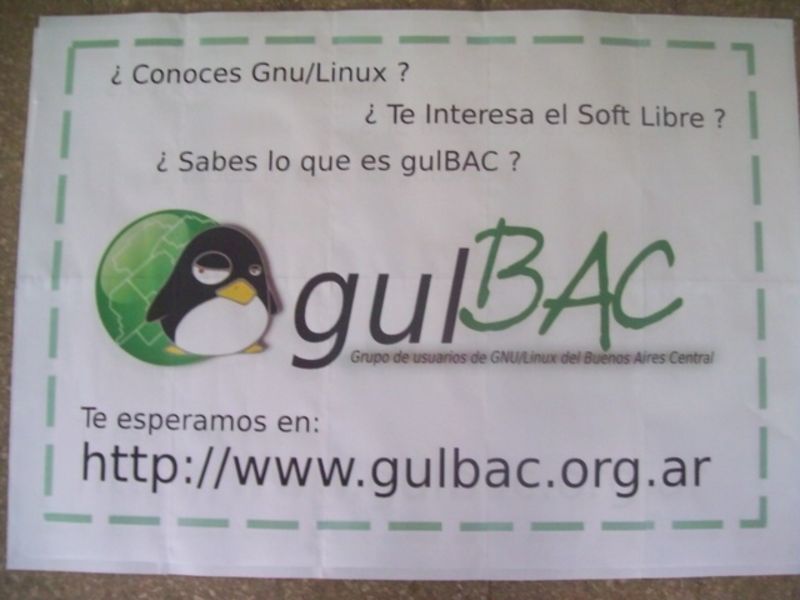 ¿ Conoces Gnu/Linux ?
¿ Te Interesa el Soft Libre ?
¿ Sabes lo que es gulBAC ?
gulBAC
Grupo de usuarios de GNU/Linux del Buenos Aires Central
Te esperamos en:
http://www.gulbac.org.ar